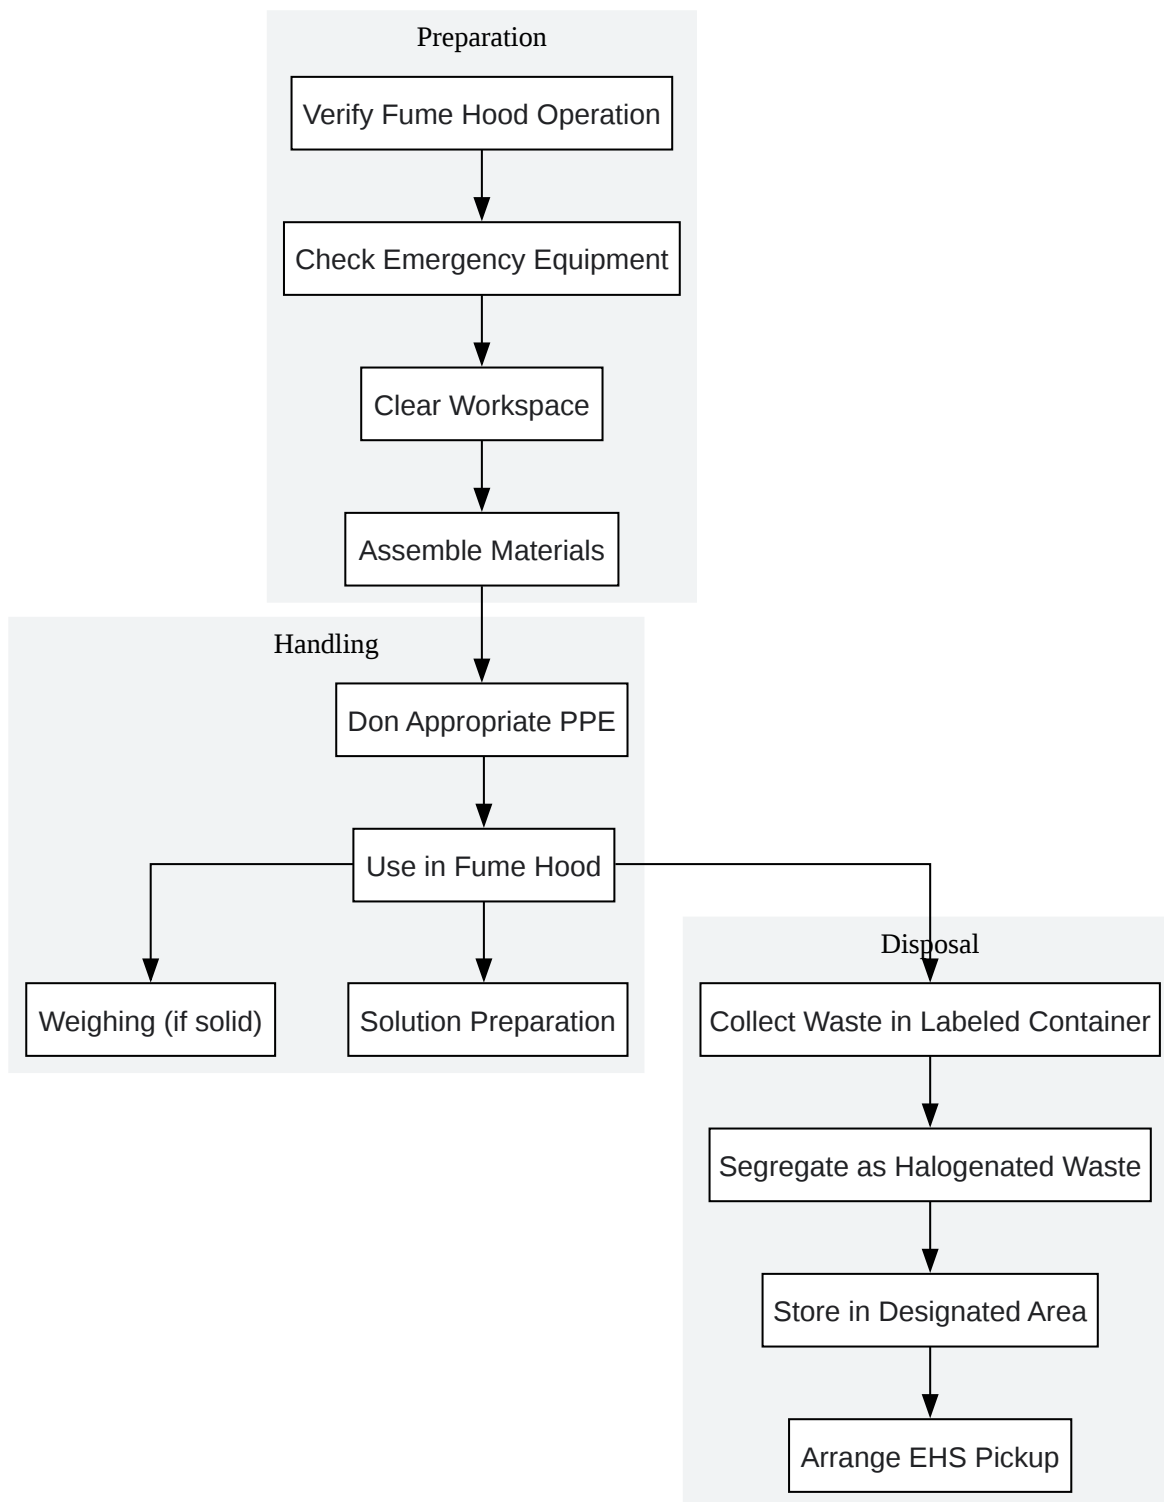 Preparation
Verify Fume Hood Operation
Check Emergency Equipment
Clear Workspace
Assemble Materials
Handling
Don Appropriate PPE
Use in Fume Hood
Weighing (if solid)
Solution Preparation
Disposal
Collect Waste in Labeled Container
Segregate as Halogenated Waste
Store in Designated Area
Arrange EHS Pickup